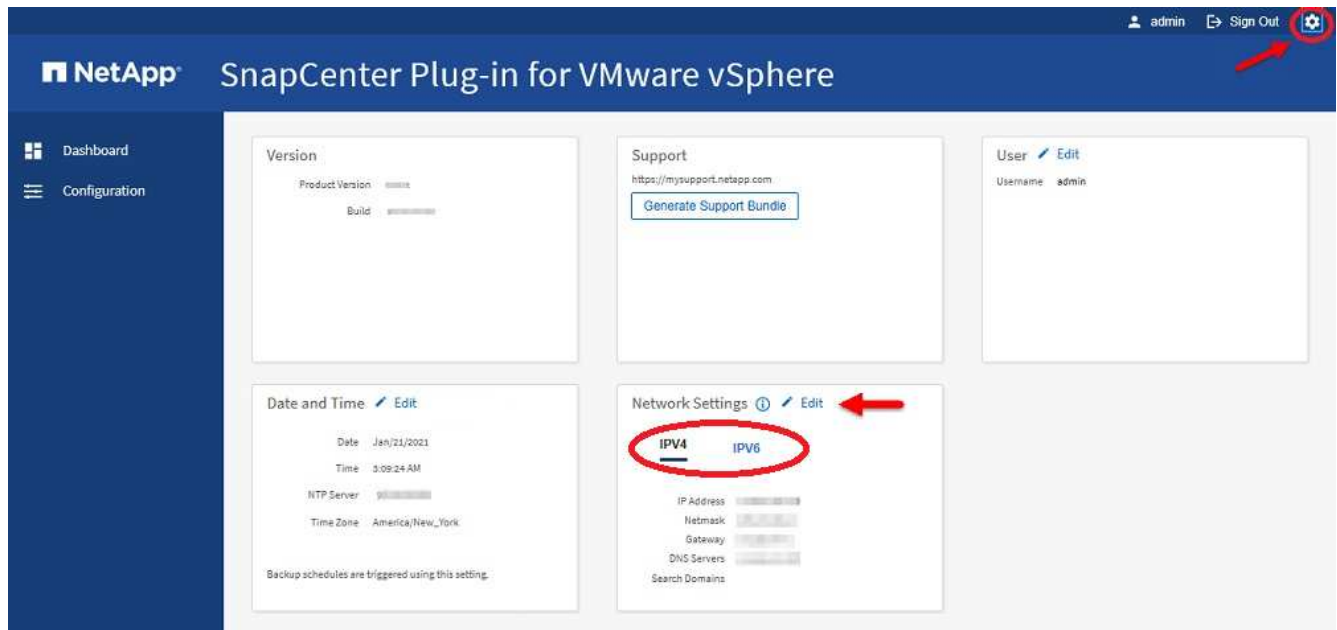 admin Sign Out
NetApp SnapCenter Plug-in for VMware vSphere
Dashboard
Configuration
Version
Product Version
Build
Support
https://mysupport.netapp.com
Generate Support Bundle
User Edit
Username admin
Date and Time Edit
Date Jan/21/2021
Time 3:09:24 AM
NTP Server
Time Zone America/New_York
Backup schedules are triggered using this setting.
Network Settings Edit
IPV4 IPV6
IP Address
Netmask
Gateway
DNS Servers
Search Domains